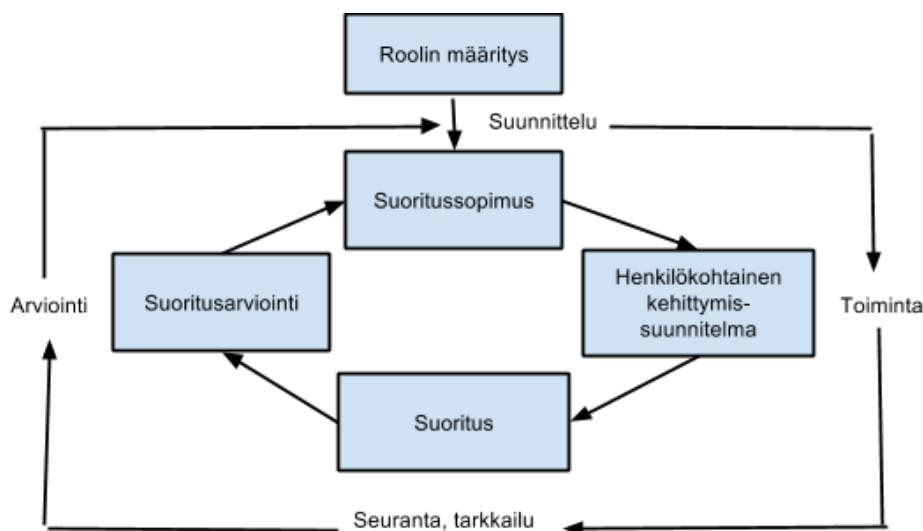 Roolin määritys
Suunnittelu
Suoritussopimus
Arviointi
Suoritusarviointi
Henkilökohtainen
kehittymis-
suunnitelma
Toiminta
Suoritus
Seuranta, tarkkailu